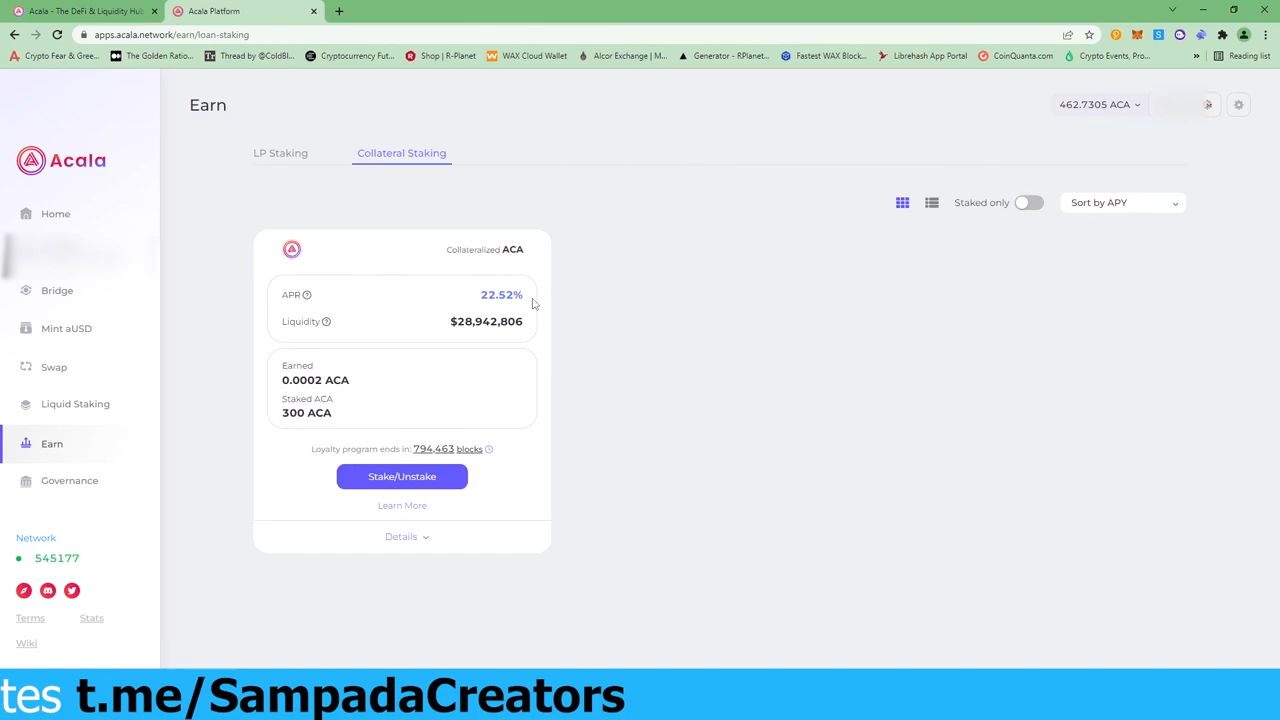 Acala - The DeFi & Liquidity Hu
Acala Platform
apps.acala.network/earn/loan-staking
Crypto Fear & Gree...
The Golden Ratio...
Thread by @ColdBl...
Cryptocurrency Fut...
Shop | R-Planet
WAX Cloud Wallet
Alcor Exchange | M...
Generator - RPlanet...
Fastest WAX Block...
Librehash App Portal
CoinQuanta.com
Crypto Events, Pro...
Reading list
Earn
462.7305 ACA
Acala
LP Staking
Collateral Staking
Staked only
Sort by APY
Home
Bridge
Mint aUSD
Swap
Liquid Staking
Earn
Governance
Collateralized ACA
APR
22.52%
Liquidity
$28,942,806
Earned
0.0002 ACA
Staked ACA
300 ACA
Loyalty program ends in: 794,463 blocks
Stake/Unstake
Learn More
Details
Network
545177
Terms
Stats
Wiki
tes t.me/SampadaCreators